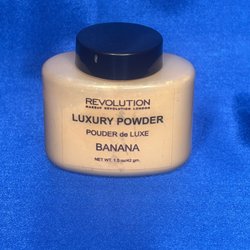 REVOLUTION
MAKEUP REVOLUTION LONDON
LUXURY POWDER
POUDER de LUXE
BANANA
NET WT. 1.5 oz/42 gm.